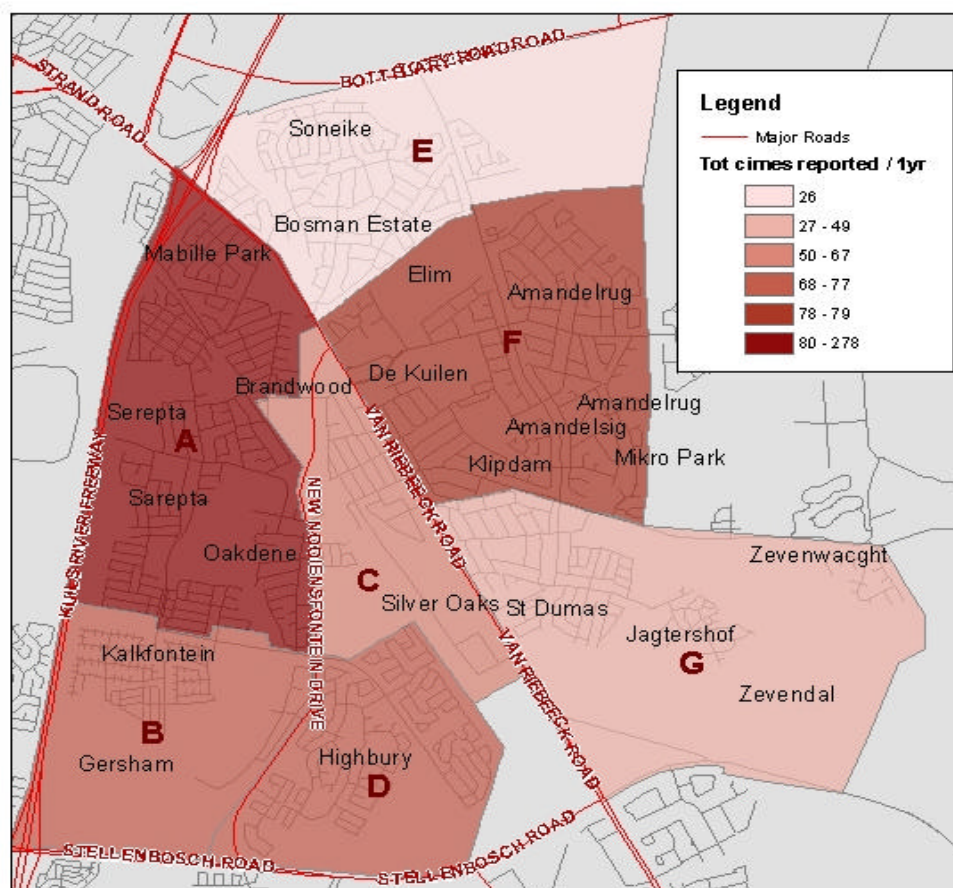 BOTTELARY ROAD
STRAND ROAD
Legend
Major Roads
Tot cimes reported / 1yr
26
27 - 49
50 - 67
68 - 77
78 - 79
80 - 278
Soneike
E
Bosman Estate
Mabille Park
Elim
Amandelrug
F
De Kuilen
Brandwood
Serepta
A
Amandelrug
Amandelsig
Klipdam
Mikro Park
Sarepta
VAN RIEBEECK ROAD
KUILS RIVER FREEWAY
NEW NOOIENSFONTEIN DRIVE
Oakdene
Zevenwacght
C
Silver Oaks
St Dumas
Jagtershof
G
Kalkfontein
Zevendal
VAN RIEBEECK ROAD
B
Gersham
Highbury
D
STELLENBOSCH ROAD
STELLENBOSCH ROAD